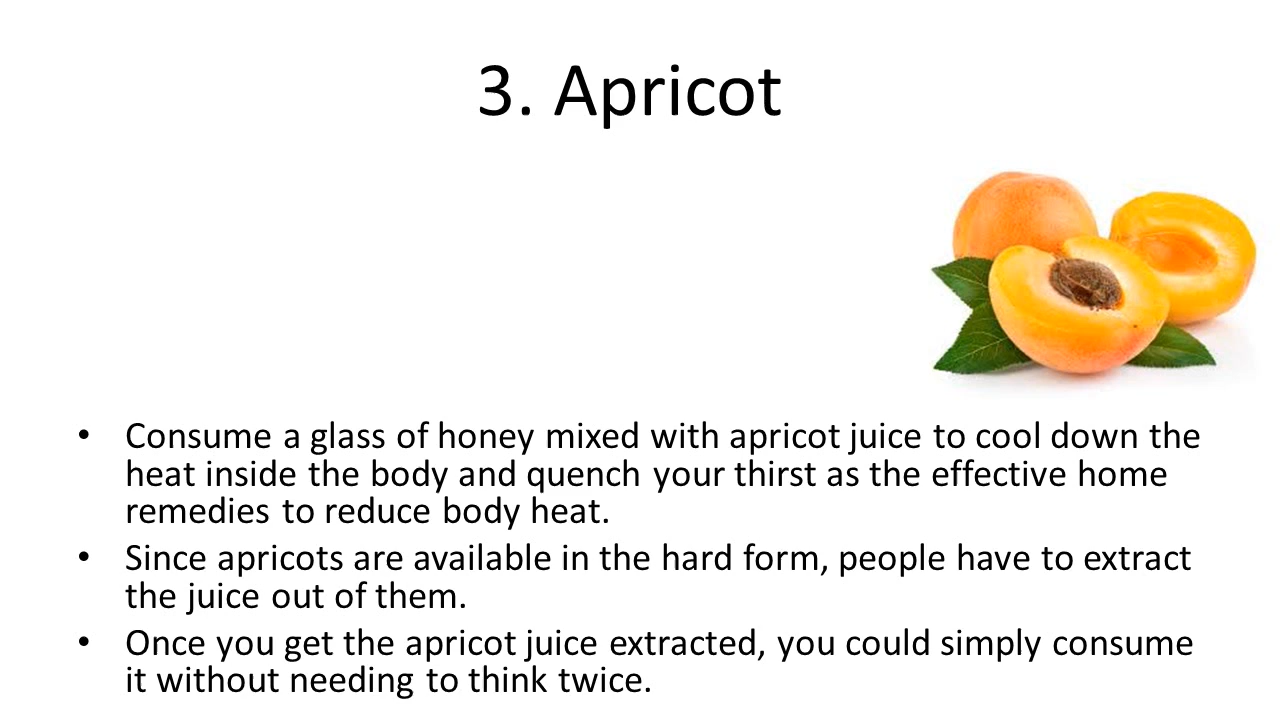 3. Apricot
• Consume a glass of honey mixed with apricot juice to cool down the
heat inside the body and quench your thirst as the effective home
remedies to reduce body heat.
• Since apricots are available in the hard form, people have to extract
the juice out of them.
• Once you get the apricot juice extracted, you could simply consume
it without needing to think twice.